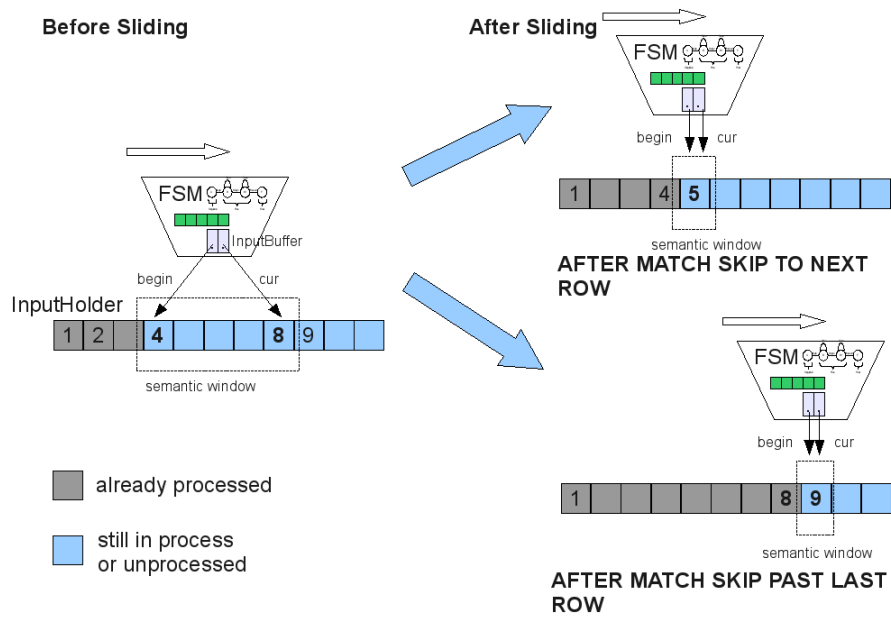 Before Sliding
After Sliding
FSM
begin
cur
1
4
5
semantic window
AFTER MATCH SKIP TO NEXT
ROW
FSM
InputBuffer
begin
cur
InputHolder
1
2
4
8
9
semantic window
FSM
begin
cur
1
8
9
semantic window
AFTER MATCH SKIP PAST LAST
ROW
already processed
still in process
or unprocessed